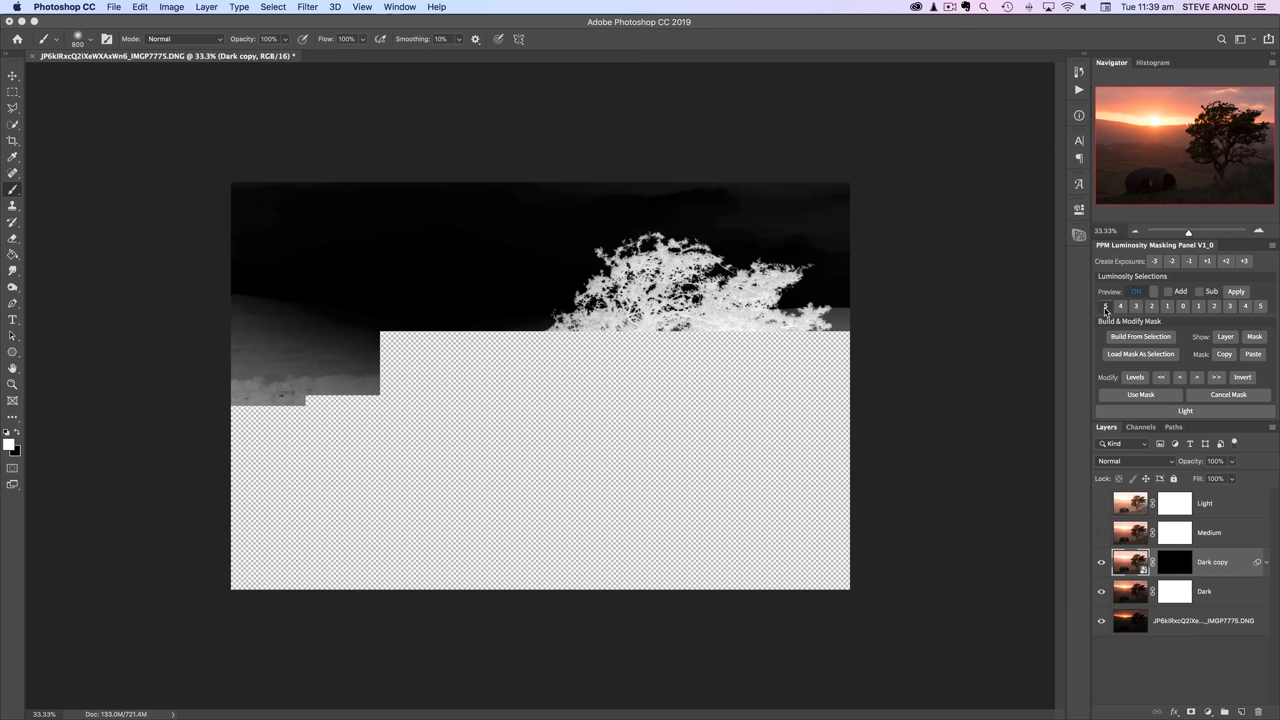 Photoshop CC File Edit Image Layer Type Select Filter 3D View Window Help Tue 11:39 am STEVE ARNOLD
Adobe Photoshop CC 2019
800 Mode: Normal Opacity: 100% Flow: 100% Smoothing: 10%
JP6kIRxcQ2iXeWXAxWn6_IMGP7775.DNG @ 33.3% (Dark copy, RGB/16) *
Navigator Histogram
33.33%
PPM Luminosity Masking Panel V1_0
Create Exposures: -3 -2 -1 +1 +2 +3
Luminosity Selections
Preview: ON Add Sub Apply
5 4 3 2 1 0 1 2 3 4 5
Build & Modify Mask
Build From Selection Show: Layer Mask
Load Mask As Selection Mask: Copy Paste
Modify: Levels << < > >> Invert
Use Mask Cancel Mask
Light
Layers Channels Paths
Kind
Normal Opacity: 100%
Lock: Fill: 100%
Light
Medium
Dark copy
Dark
JP6kIRxcQ2iXe..._IMGP7775.DNG
33.33% Doc: 133.0M/721.4M